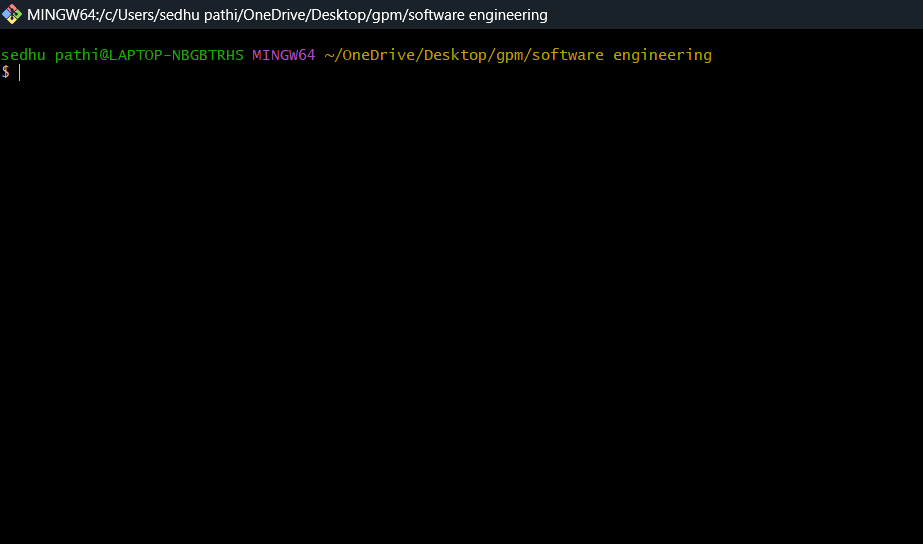 MINGW64:/c/Users/sedhu pathi/OneDrive/Desktop/gpm/software engineering
sedhu pathi@LAPTOP-NBGBTRHS MINGW64 ~/OneDrive/Desktop/gpm/software engineering
$